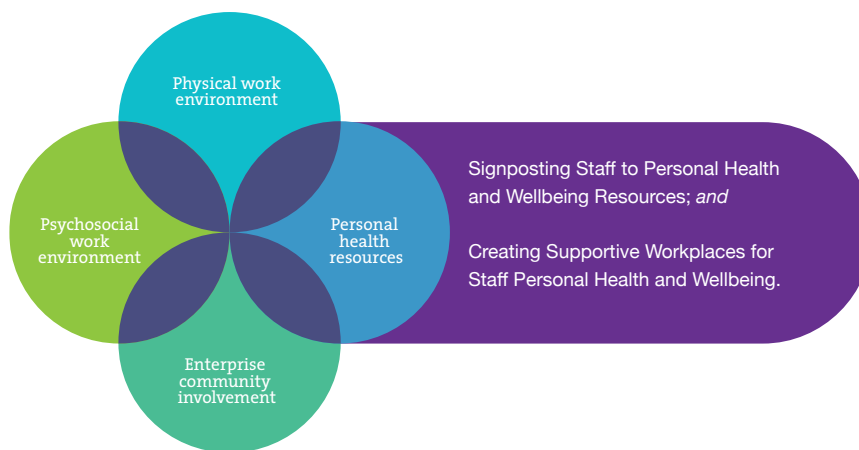 Physical work
environment
Psychosocial
work
environment
Personal
health
resources
Signposting Staff to Personal Health
and Wellbeing Resources; and
Creating Supportive Workplaces for
Staff Personal Health and Wellbeing.
Enterprise
community
involvement